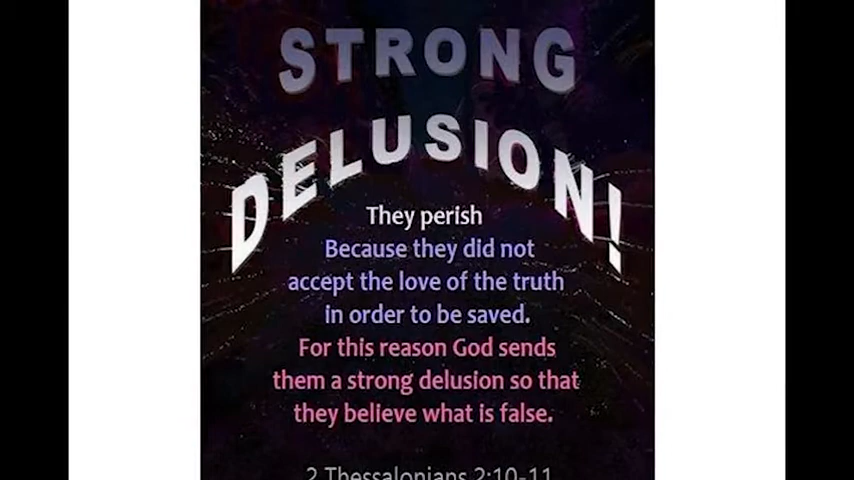 STRONG
DELUSION!
They perish
Because they did not
accept the love of the truth
in order to be saved.
For this reason God sends
them a strong delusion so that
they believe what is false.
2 Thessalonians 2:10-11